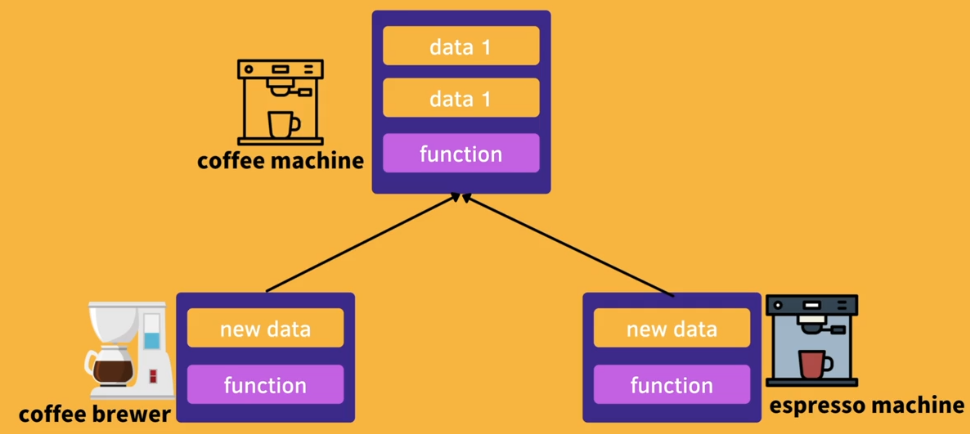 data 1
data 1
function
coffee machine
new data
function
coffee brewer
new data
function
espresso machine